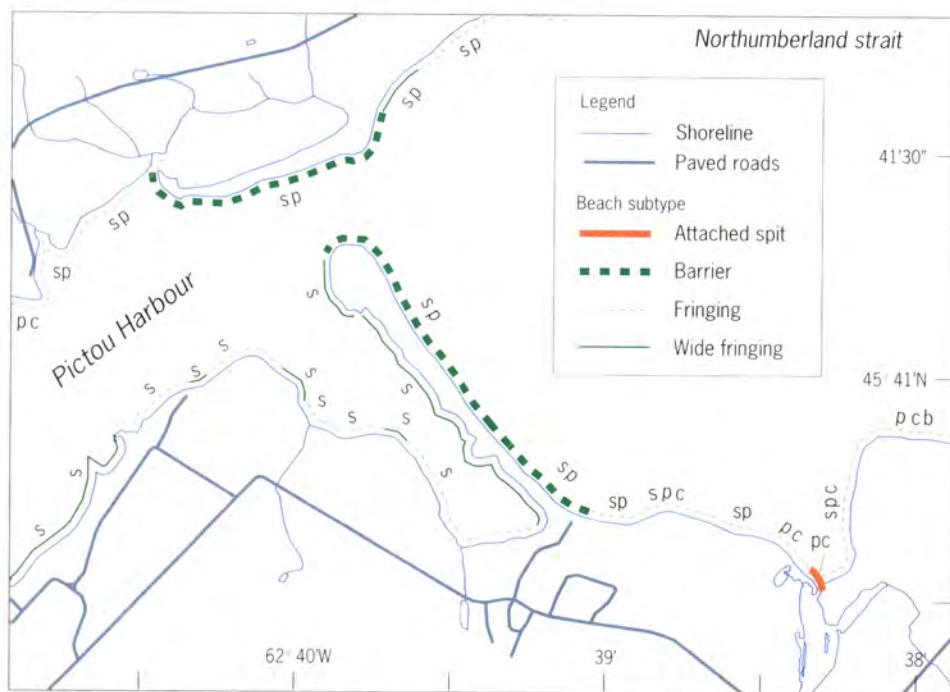 Northumberland strait
sp
Legend
Shoreline
Paved roads
Beach subtype
Attached spit
Barrier
Fringing
Wide fringing
41'30"
sp
sp
sp
sp
pc
Pictou Harbour
s
sp
45° 41'N
s
s
s
s
s
s
s
s
s
s
pcb
sp
sp
spc
sp
pc
pc
spc
62° 40'W
39'
38'